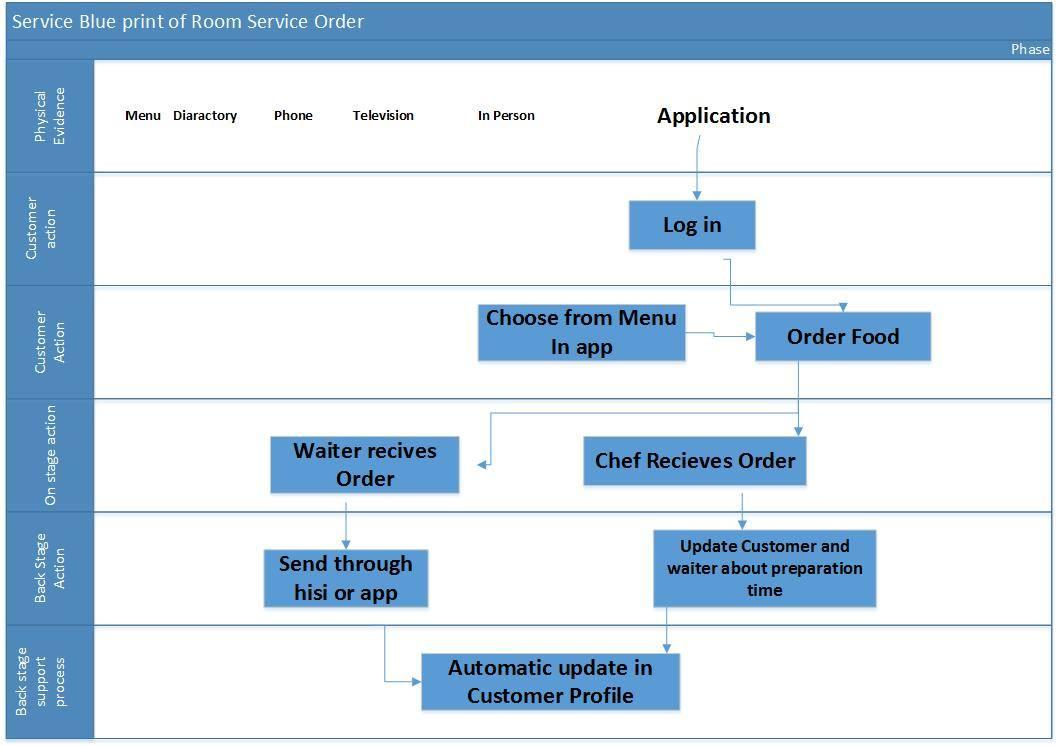 Service Blue print of Room Service Order
Phase
Physical
Evidence
Menu Diaractory Phone Television In Person Application
Customer
action
Log in
Customer
Action
Choose from Menu
In app
Order Food
On stage action
Waiter recives
Order
Chef Recieves Order
Back Stage
Action
Send through
hisi or app
Update Customer and
waiter about preparation
time
Back stage
support
process
Automatic update in
Customer Profile